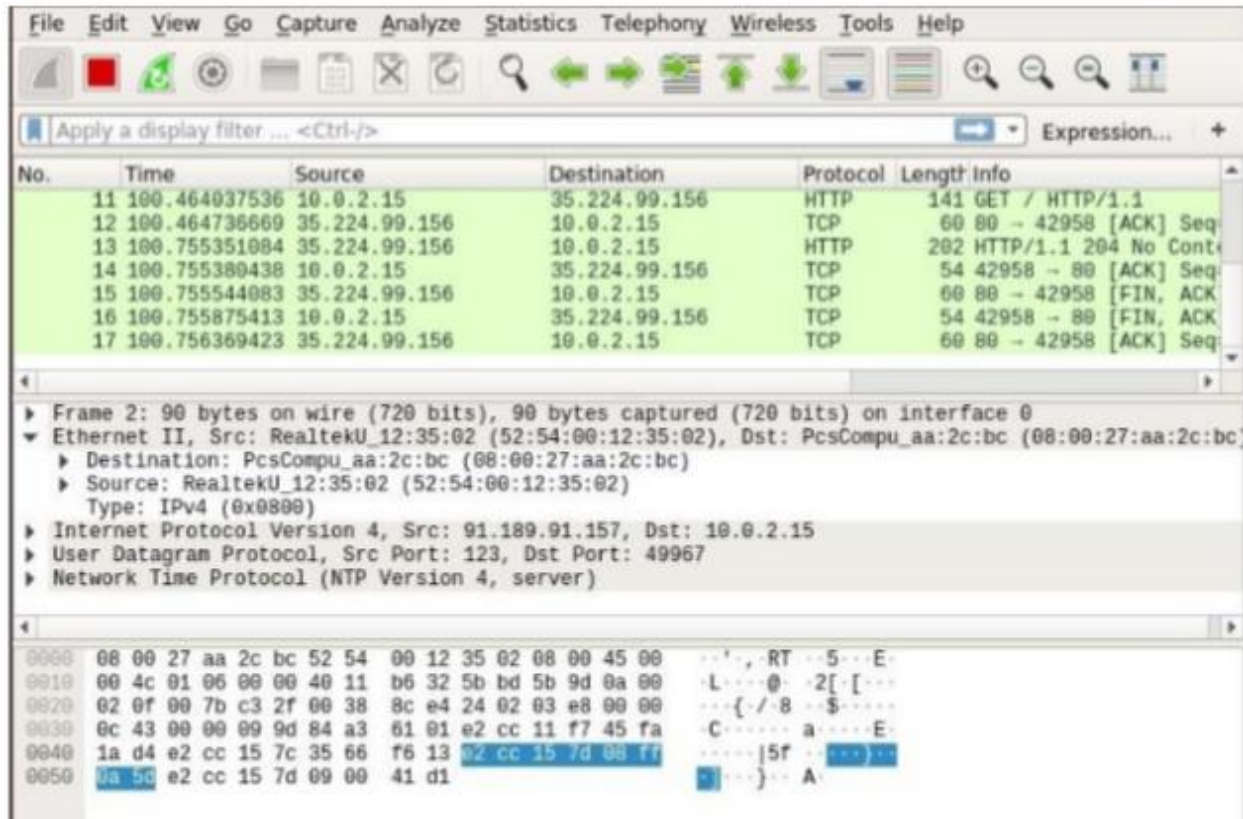 File Edit View Go Capture Analyze Statistics Telephony Wireless Tools Help
Apply a display filter ... <Ctrl-/> Expression... +
No. Time Source Destination Protocol Length Info
11 100.464037536 10.0.2.15 35.224.99.156 HTTP 141 GET / HTTP/1.1
12 100.464736669 35.224.99.156 10.0.2.15 TCP 60 80 → 42958 [ACK] Seq=
13 100.755351084 35.224.99.156 10.0.2.15 HTTP 202 HTTP/1.1 204 No Conte
14 100.755380438 10.0.2.15 35.224.99.156 TCP 54 42958 → 80 [ACK] Seq=
15 100.755544083 35.224.99.156 10.0.2.15 TCP 60 80 → 42958 [FIN, ACK
16 100.755875413 10.0.2.15 35.224.99.156 TCP 54 42958 → 80 [FIN, ACK
17 100.756369423 35.224.99.156 10.0.2.15 TCP 60 80 → 42958 [ACK] Seq=
Frame 2: 90 bytes on wire (720 bits), 90 bytes captured (720 bits) on interface 0
Ethernet II, Src: RealtekU_12:35:02 (52:54:00:12:35:02), Dst: PcsCompu_aa:2c:bc (08:00:27:aa:2c:bc)
Destination: PcsCompu_aa:2c:bc (08:00:27:aa:2c:bc)
Source: RealtekU_12:35:02 (52:54:00:12:35:02)
Type: IPv4 (0x0800)
Internet Protocol Version 4, Src: 91.189.91.157, Dst: 10.0.2.15
User Datagram Protocol, Src Port: 123, Dst Port: 49967
Network Time Protocol (NTP Version 4, server)
0000 08 00 27 aa 2c bc 52 54 00 12 35 02 08 00 45 00 ··'·,·RT ··5···E·
0010 00 4c 01 06 00 00 40 11 b6 32 5b bd 5b 9d 0a 00 ·L····@· ·2[·[···
0020 02 0f 00 7b c3 2f 00 38 8c e4 24 02 03 e8 00 00 ···{·/·8 ··$·····
0030 0c 43 00 00 09 9d 84 a3 61 01 e2 cc 11 f7 45 fa ·C······ a·····E·
0040 1a d4 e2 cc 15 7c 35 66 f6 13 e2 cc 15 7d 08 ff ·····|5f ·····}··
0050 0a 5d e2 cc 15 7d 09 00 41 d1 ·]···}·· A·